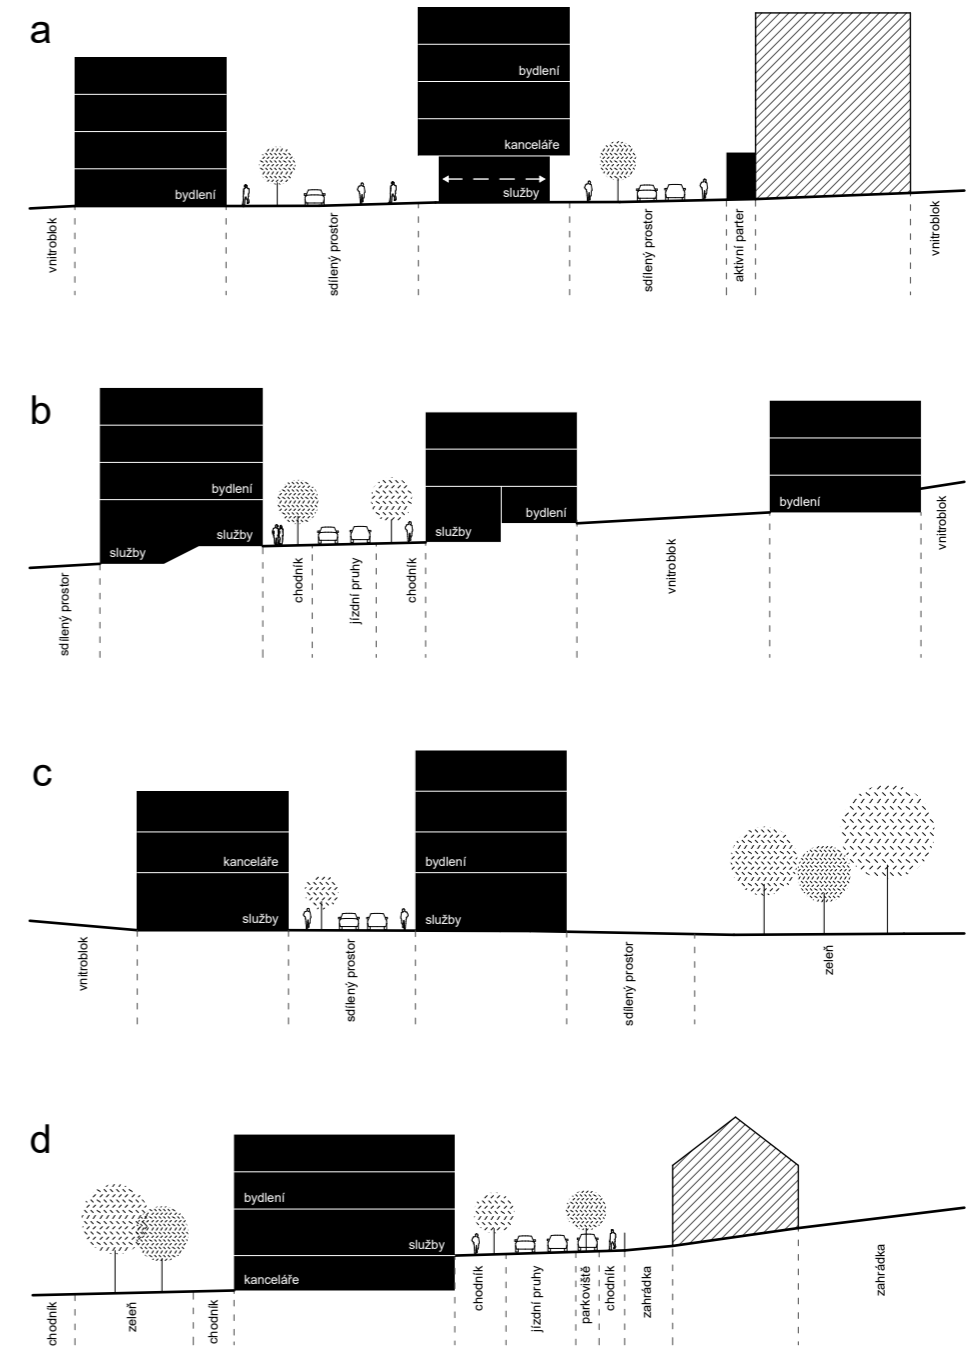 a
bydlení
kanceláře
bydlení
služby
vnitroblok
sdílený prostor
sdílený prostor
aktivní parter
vnitroblok
b
bydlení
služby
služby
služby
bydlení
bydlení
sdílený prostor
chodník
jízdní pruhy
chodník
vnitroblok
vnitroblok
c
kanceláře
služby
bydlení
služby
vnitroblok
sdílený prostor
sdílený prostor
zeleň
d
bydlení
služby
kanceláře
chodník
zeleň
chodník
chodník
jízdní pruhy
parkoviště
chodník
zahrádka
zahrádka